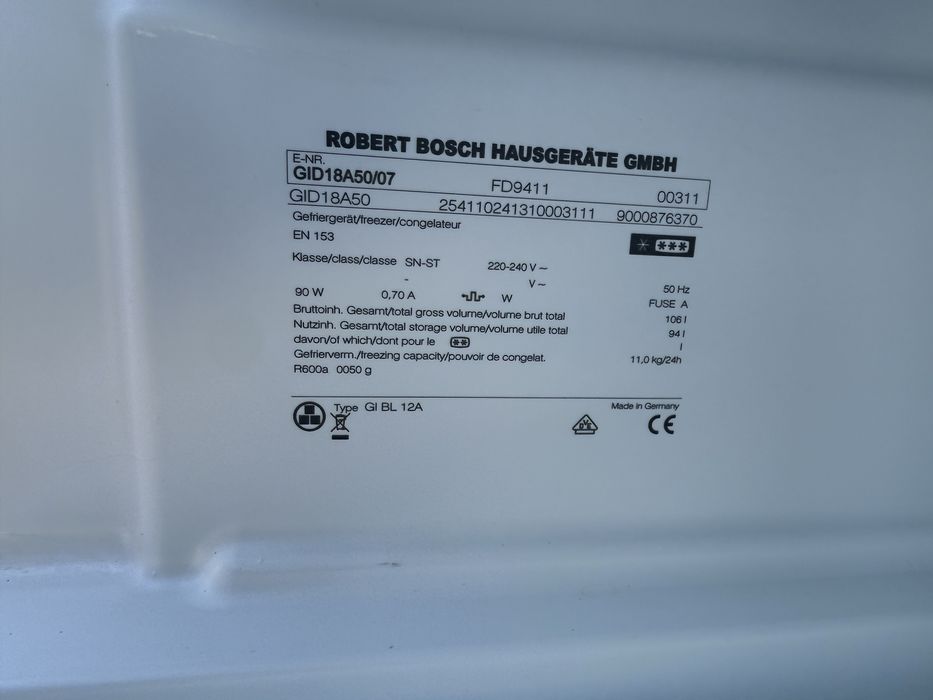 ROBERT BOSCH HAUSGERÄTE GMBH
E-NR.
GID18A50/07 FD9411 00311
GID18A50 254110241310003111 9000876370
Gefriergerät/freezer/congelateur
EN 153
Klasse/class/classe SN-ST 220-240 V ~ 50 Hz
- V ~ FUSE A
90 W 0,70 A W
Bruttoinh. Gesamt/total gross volume/volume brut total 106 l
Nutzinh. Gesamt/total storage volume/volume utile total 94 l
davon/of which/dont pour le l
Gefrierverm./freezing capacity/pouvoir de congelat. 11,0 kg/24h
R600a 0050 g
Type GI BL 12A Made in Germany
CE